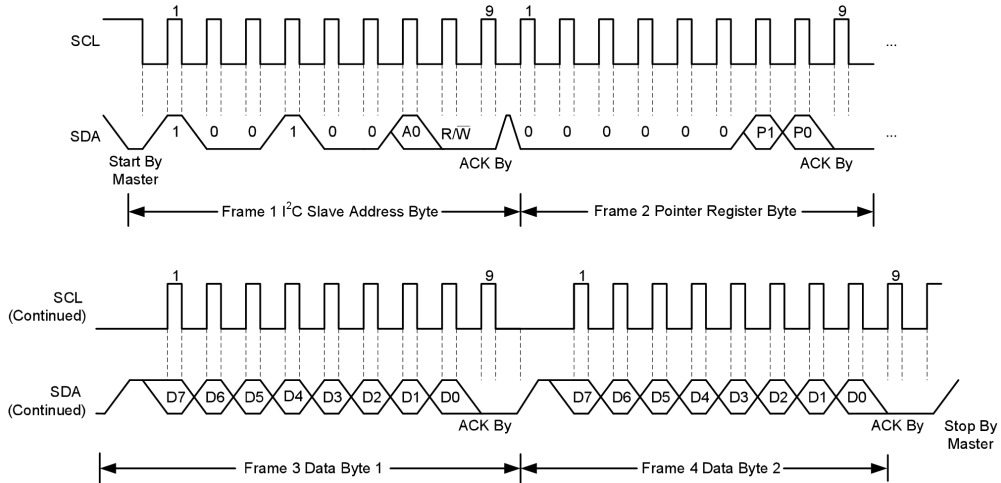 1 9 1 9
SCL ...
SDA 1 0 0 1 0 0 A0 R/W̅ 0 0 0 0 0 0 P1 P0 ...
Start By Master ACK By ACK By
Frame 1 I²C Slave Address Byte Frame 2 Pointer Register Byte
1 9 1 9
SCL (Continued)
SDA (Continued) D7 D6 D5 D4 D3 D2 D1 D0 D7 D6 D5 D4 D3 D2 D1 D0
ACK By ACK By Stop By Master
Frame 3 Data Byte 1 Frame 4 Data Byte 2